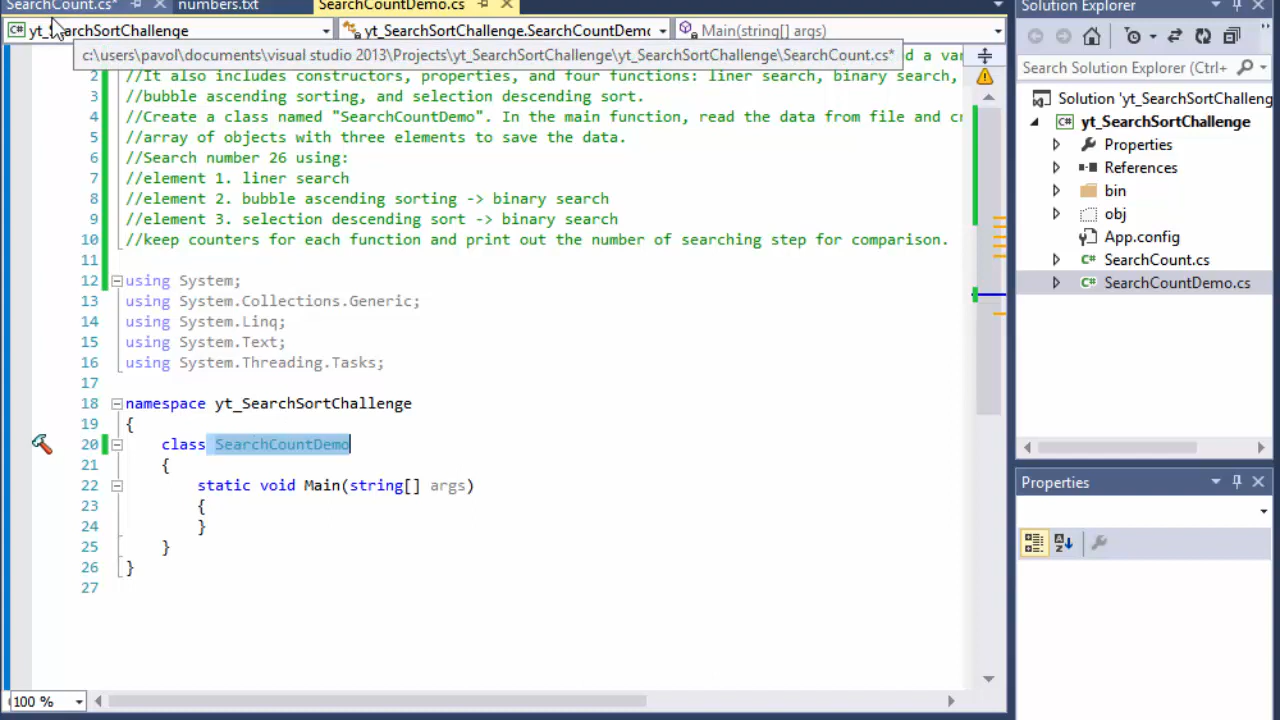 SearchCount.cs*
numbers.txt
SearchCountDemo.cs
yt_SearchSortChallenge
yt_SearchSortChallenge.SearchCountDemo
Main(string[] args)
c:\users\pavol\documents\visual studio 2013\Projects\yt_SearchSortChallenge\yt_SearchSortChallenge\SearchCount.cs*
2 //It also includes constructors, properties, and four functions: liner search, binary search,
3 //bubble ascending sorting, and selection descending sort.
4 //Create a class named "SearchCountDemo". In the main function, read the data from file and cr
5 //array of objects with three elements to save the data.
6 //Search number 26 using:
7 //element 1. liner search
8 //element 2. bubble ascending sorting -> binary search
9 //element 3. selection descending sort -> binary search
10 //keep counters for each function and print out the number of searching step for comparison.
11
12 using System;
13 using System.Collections.Generic;
14 using System.Linq;
15 using System.Text;
16 using System.Threading.Tasks;
17
18 namespace yt_SearchSortChallenge
19 {
20 class SearchCountDemo
21 {
22 static void Main(string[] args)
23 {
24 }
25 }
26 }
27
100 %
Solution Explorer
Search Solution Explorer (Ctrl+
Solution 'yt_SearchSortChalleng
C# yt_SearchSortChallenge
Properties
References
bin
obj
App.config
C# SearchCount.cs
C# SearchCountDemo.cs
Properties